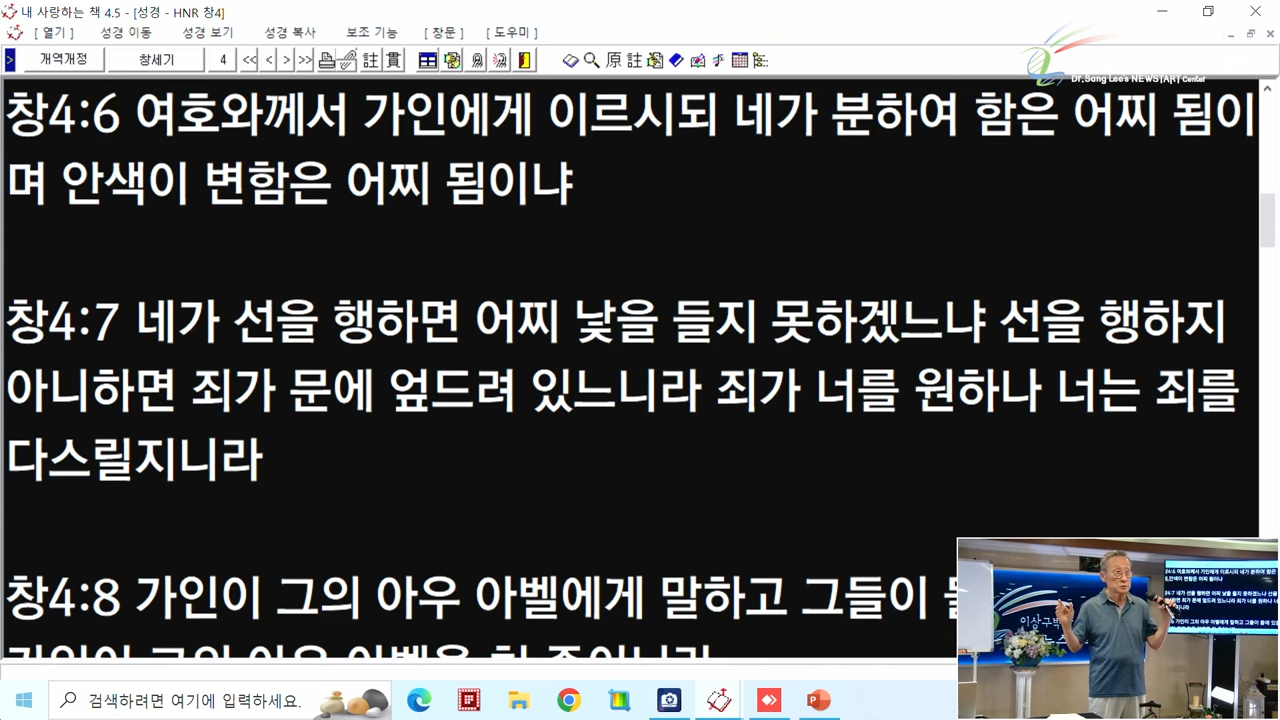 내 사랑하는 책 4.5 - [성경 - HNR 창4]
[ 열기 ] 성경 이동 성경 보기 성경 복사 보조 기능 [ 창문 ] [ 도우미 ]
개역개정 창세기 4 << < > >> 註 貫 原 註
Dr.Sang Lee's NEWSTART Center
창4:6 여호와께서 가인에게 이르시되 네가 분하여 함은 어찌 됨이
며 안색이 변함은 어찌 됨이냐
창4:7 네가 선을 행하면 어찌 낯을 들지 못하겠느냐 선을 행하지
아니하면 죄가 문에 엎드려 있느니라 죄가 너를 원하나 너는 죄를
다스릴지니라
창4:8 가인이 그의 아우 아벨에게 말하고 그들이
이상구
검색하려면 여기에 입력하세요.